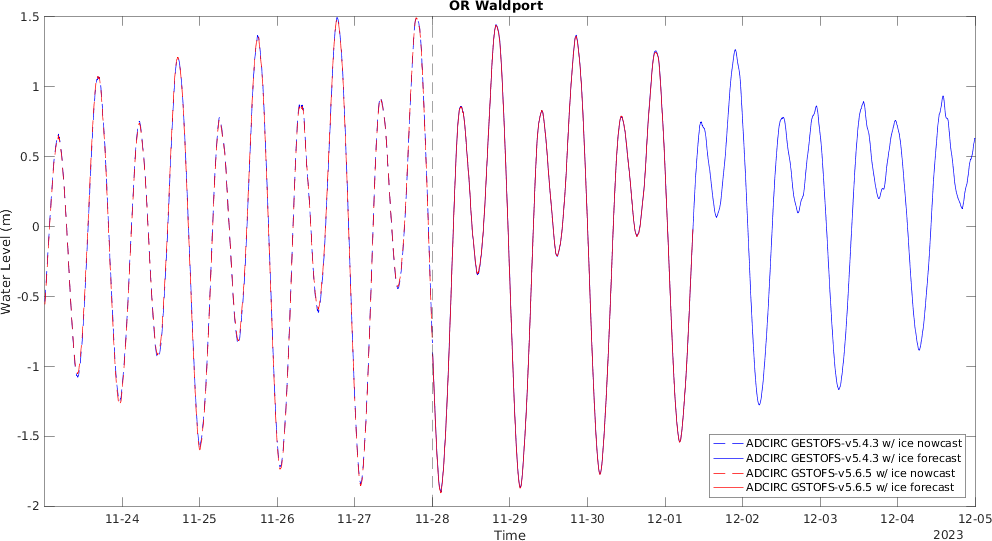 OR Waldport
1.5
1
0.5
0
-0.5
-1
-1.5
-2
Water Level (m)
11-24 11-25 11-26 11-27 11-28 11-29 11-30 12-01 12-02 12-03 12-04 12-05
Time
2023
ADCIRC GESTOFS-v5.4.3 w/ ice nowcast
ADCIRC GESTOFS-v5.4.3 w/ ice forecast
ADCIRC GSTOFS-v5.6.5 w/ ice nowcast
ADCIRC GSTOFS-v5.6.5 w/ ice forecast